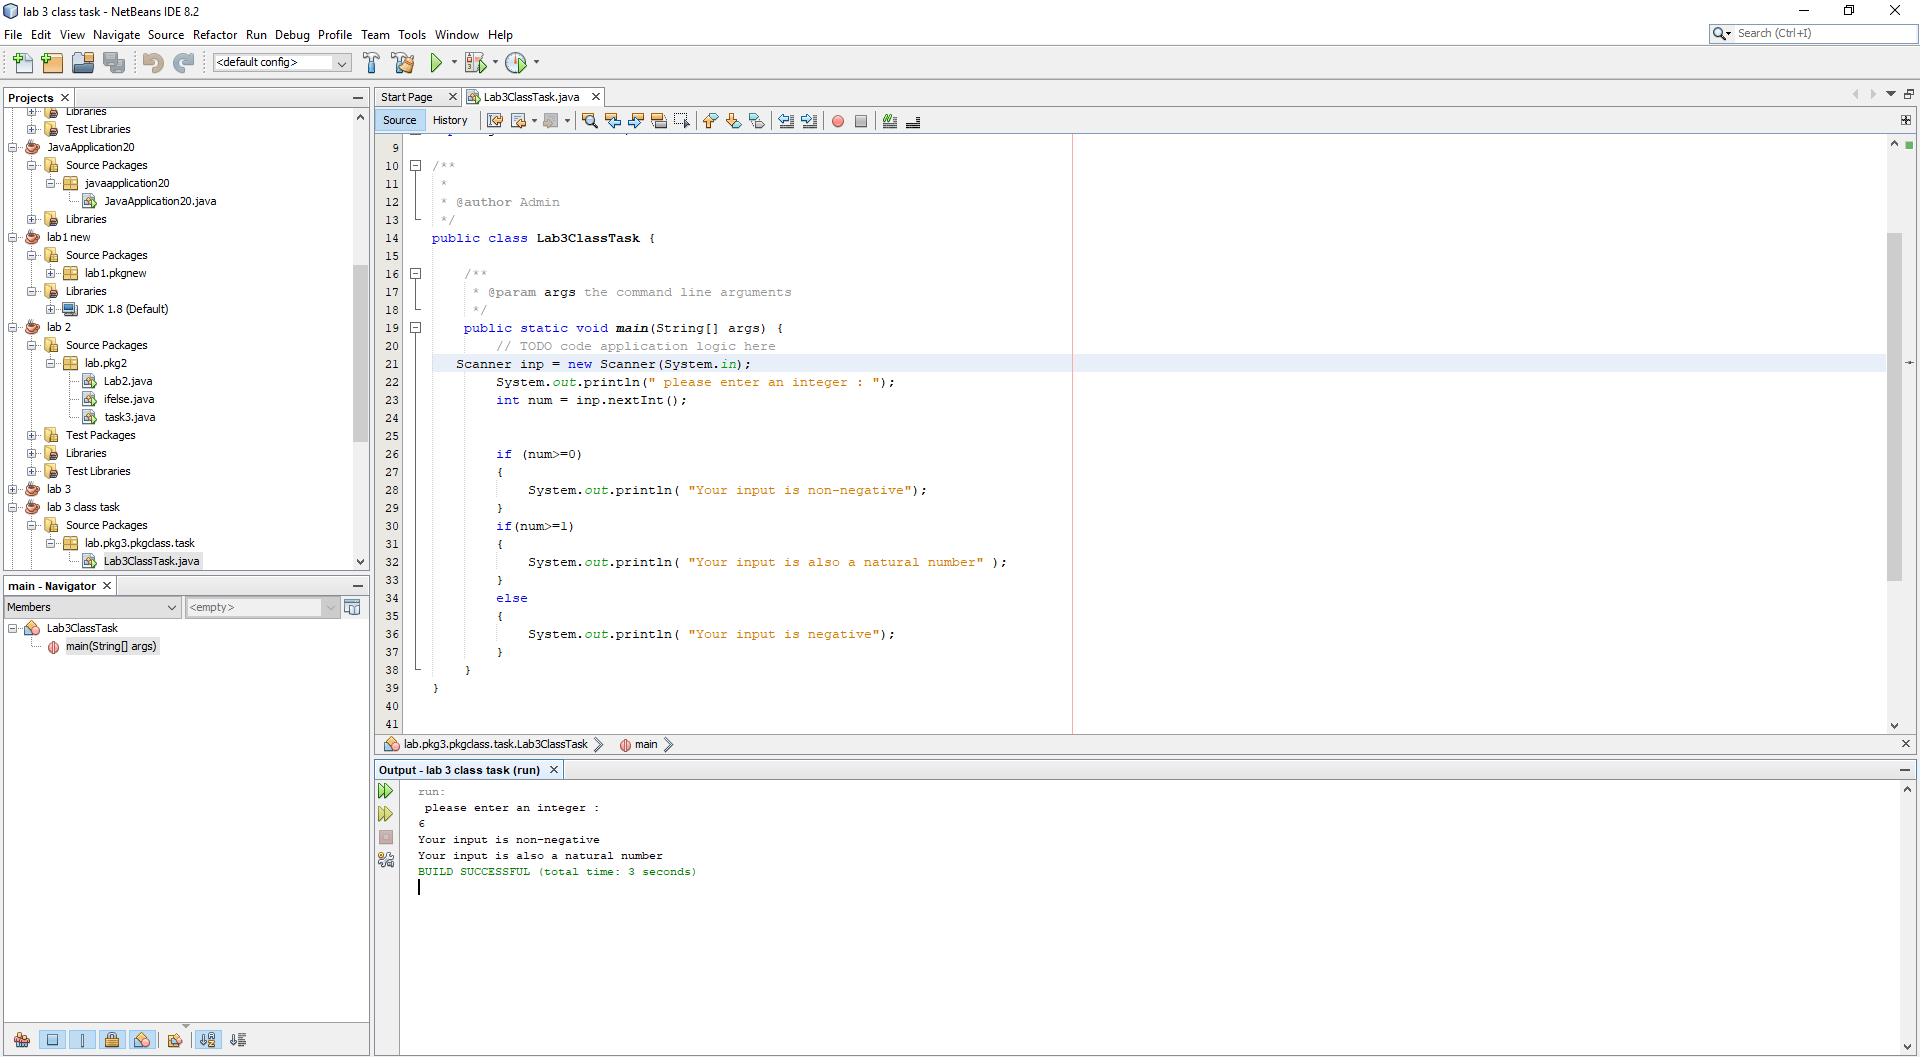 lab 3 class task - NetBeans IDE 8.2
File Edit View Navigate Source Refactor Run Debug Profile Team Tools Window Help
Search (Ctrl+I)
<default config>
Projects
Libraries
Test Libraries
JavaApplication20
Source Packages
javaapplication20
JavaApplication20.java
Libraries
lab1 new
Source Packages
lab1.pkgnew
Libraries
JDK 1.8 (Default)
lab 2
Source Packages
lab.pkg2
Lab2.java
ifelse.java
task3.java
Test Packages
Libraries
Test Libraries
lab 3
lab 3 class task
Source Packages
lab.pkg3.pkgclass.task
Lab3ClassTask.java
main - Navigator
Members
<empty>
Lab3ClassTask
main(String[] args)
Start Page
Lab3ClassTask.java
Source History
9
10 /**
11 *
12 * @author Admin
13 */
14 public class Lab3ClassTask {
15
16 /**
17 * @param args the command line arguments
18 */
19 public static void main(String[] args) {
20 // TODO code application logic here
21 Scanner inp = new Scanner(System.in);
22 System.out.println(" please enter an integer : ");
23 int num = inp.nextInt();
24
25
26 if (num>=0)
27 {
28 System.out.println( "Your input is non-negative");
29 }
30 if(num>=1)
31 {
32 System.out.println( "Your input is also a natural number" );
33 }
34 else
35 {
36 System.out.println( "Your input is negative");
37 }
38 }
39 }
40
41
lab.pkg3.pkgclass.task.Lab3ClassTask
main
Output - lab 3 class task (run)
run:
please enter an integer :
6
Your input is non-negative
Your input is also a natural number
BUILD SUCCESSFUL (total time: 3 seconds)